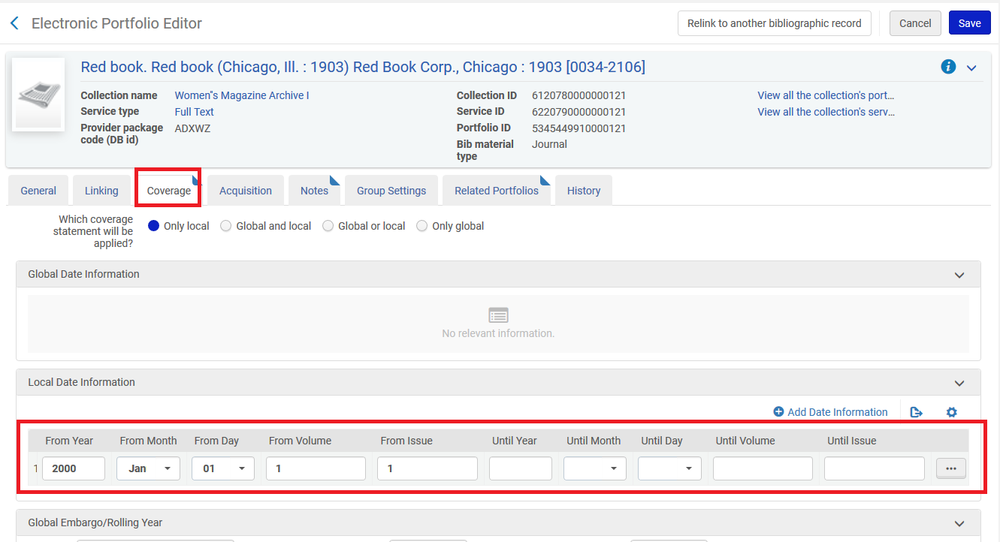 Electronic Portfolio Editor
Relink to another bibliographic record
Cancel
Save
Red book. Red book (Chicago, Ill. : 1903) Red Book Corp., Chicago : 1903 [0034-2106]
Collection name Women"s Magazine Archive I
Service type Full Text
Provider package code (DB id) ADXWZ
Collection ID 6120780000000121
Service ID 6220790000000121
Portfolio ID 5345449910000121
Bib material type Journal
View all the collection's port...
View all the collection's serv...
General Linking Coverage Acquisition Notes Group Settings Related Portfolios History
Which coverage
statement will be
applied?
Only local Global and local Global or local Only global
Global Date Information
No relevant information.
Local Date Information
Add Date Information
From Year From Month From Day From Volume From Issue Until Year Until Month Until Day Until Volume Until Issue
1 2000 Jan 01 1 1
Global Embargo/Rolling Year